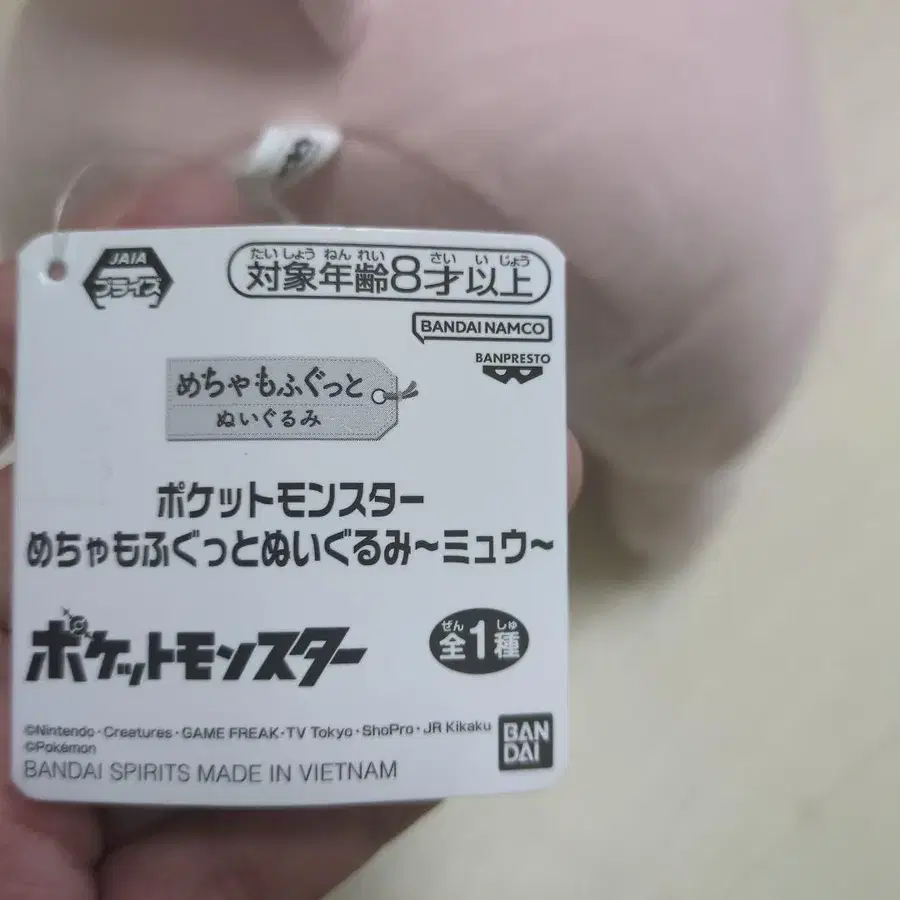 JAIA
プライズ
たいしょうねんれい さいいじょう
対象年齢8才以上
BANDAI NAMCO
BANPRESTO
めちゃもふぐっと
ぬいぐるみ
ポケットモンスター
めちゃもふぐっとぬいぐるみ～ミュウ～
ポケットモンスター
ぜん しゅ
全1種
©Nintendo・Creatures・GAME FREAK・TV Tokyo・ShoPro・JR Kikaku
©Pokémon
BANDAI SPIRITS MADE IN VIETNAM
BAN
DAI